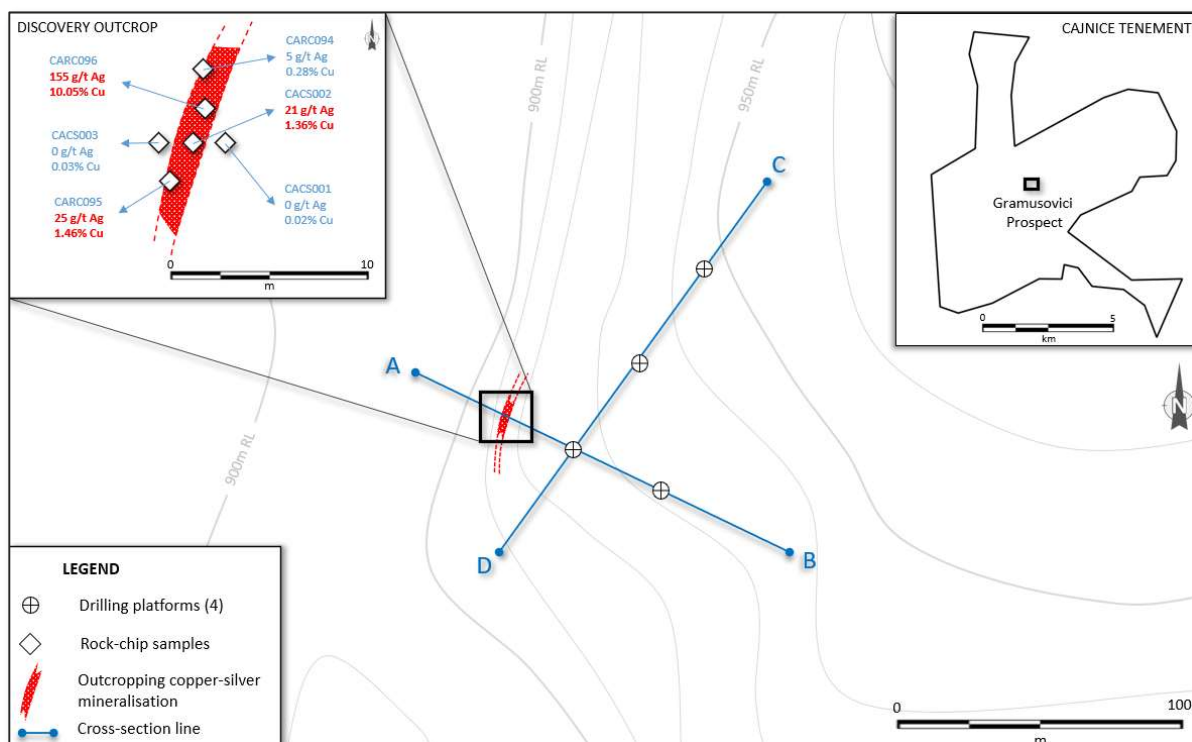 DISCOVERY OUTCROP
N
CARC094
5 g/t Ag
0.28% Cu
CARC096
155 g/t Ag
10.05% Cu
CACS002
21 g/t Ag
1.36% Cu
CACS003
0 g/t Ag
0.03% Cu
CACS001
0 g/t Ag
0.02% Cu
CARC095
25 g/t Ag
1.46% Cu
0 10
m
900m RL
950m RL
CAJNICE TENEMENT
Gramusovici
Prospect
0 5
km
N
C
A
900m RL
D
B
LEGEND
Drilling platforms (4)
Rock-chip samples
Outcropping copper-silver
mineralisation
Cross-section line
0 100
m